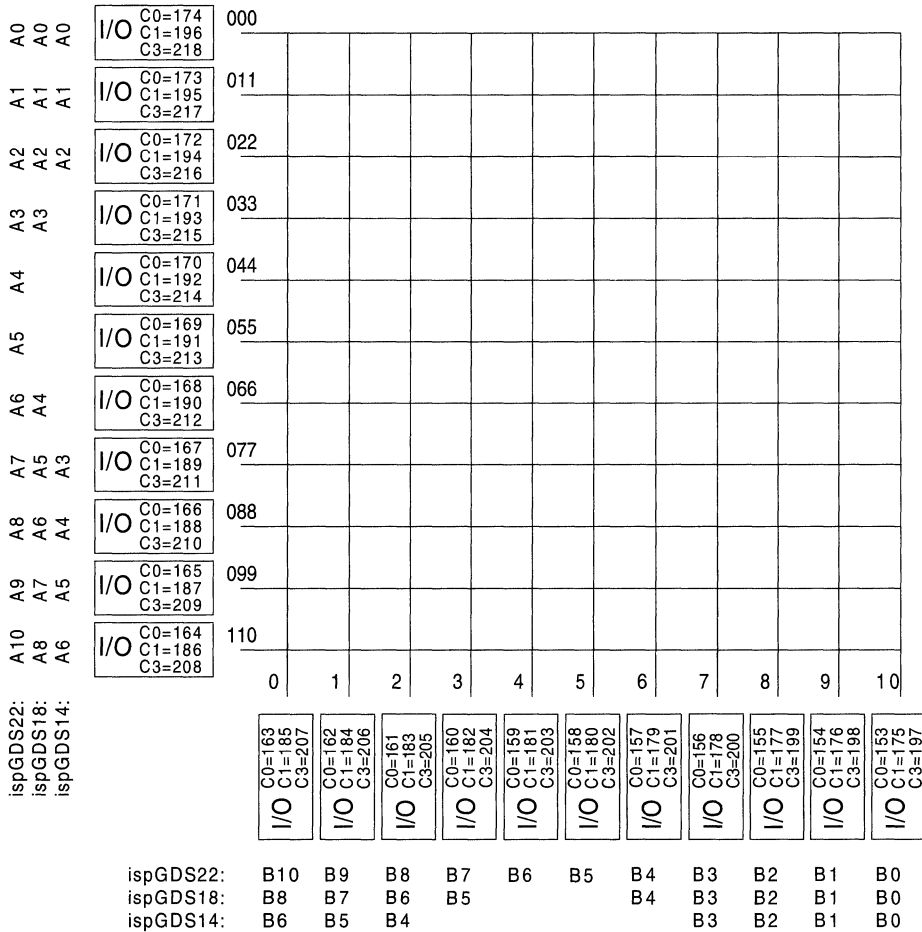 A0 A0 A0 I/O C0=174 C1=196 C3=218 000
A1 A1 A1 I/O C0=173 C1=195 C3=217 011
A2 A2 A2 I/O C0=172 C1=194 C3=216 022
A3 A3 I/O C0=171 C1=193 C3=215 033
A4 I/O C0=170 C1=192 C3=214 044
A5 I/O C0=169 C1=191 C3=213 055
A6 A4 I/O C0=168 C1=190 C3=212 066
A7 A5 A3 I/O C0=167 C1=189 C3=211 077
A8 A6 A4 I/O C0=166 C1=188 C3=210 088
A9 A7 A5 I/O C0=165 C1=187 C3=209 099
A10 A8 A6 I/O C0=164 C1=186 C3=208 110
ispGDS22:
ispGDS18:
ispGDS14:
0 1 2 3 4 5 6 7 8 9 10
I/O C0=163 C1=185 C3=207
I/O C0=162 C1=184 C3=206
I/O C0=161 C1=183 C3=205
I/O C0=160 C1=182 C3=204
I/O C0=159 C1=181 C3=203
I/O C0=158 C1=180 C3=202
I/O C0=157 C1=179 C3=201
I/O C0=156 C1=178 C3=200
I/O C0=155 C1=177 C3=199
I/O C0=154 C1=176 C3=198
I/O C0=153 C1=175 C3=197
ispGDS22: B10 B9 B8 B7 B6 B5 B4 B3 B2 B1 B0
ispGDS18: B8 B7 B6 B5 B4 B3 B2 B1 B0
ispGDS14: B6 B5 B4 B3 B2 B1 B0